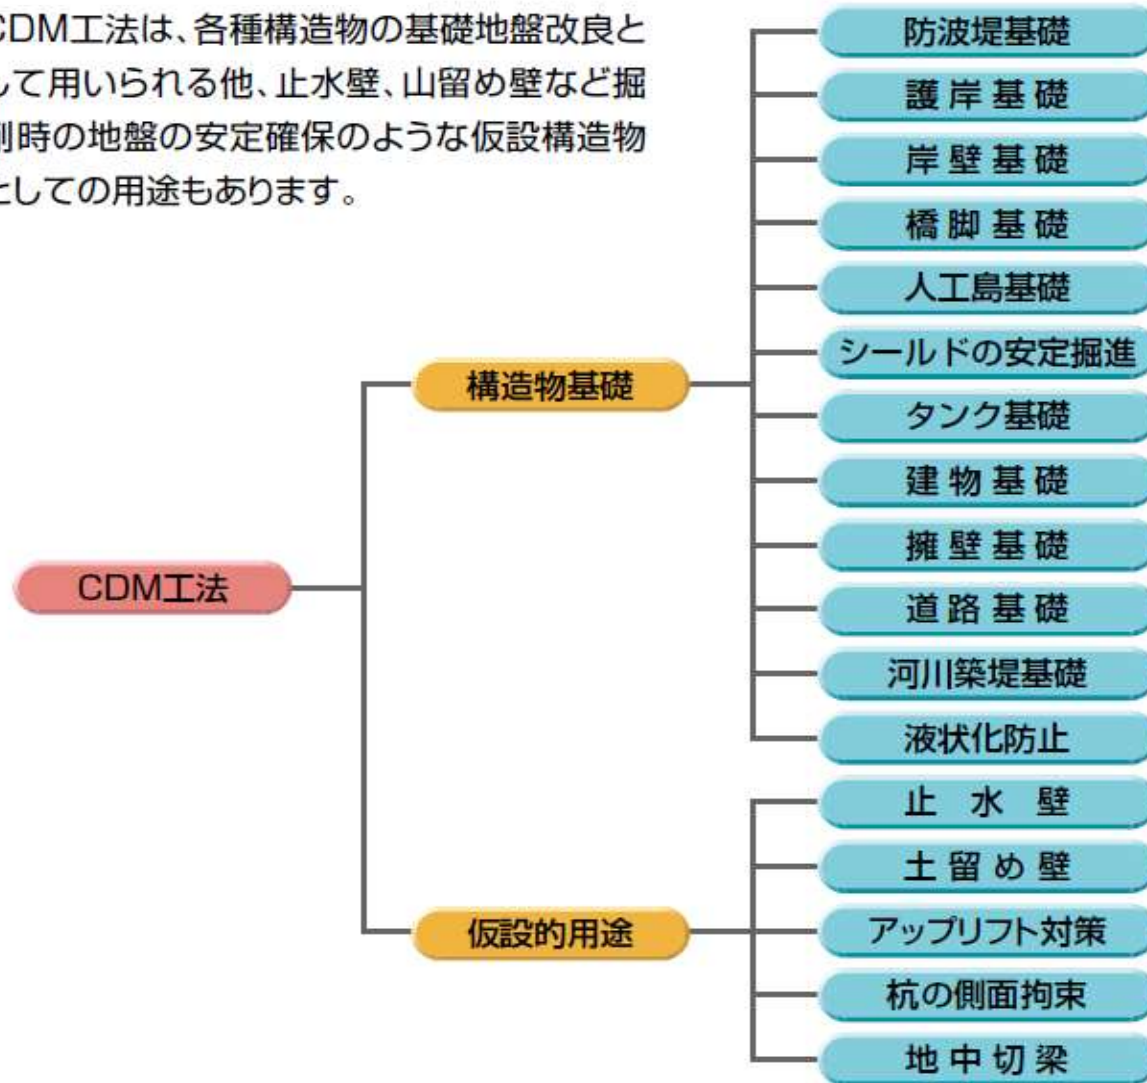 CDM工法は、各種構造物の基礎地盤改良と
して用いられる他、止水壁、山留め壁など掘
削時の地盤の安定確保のような仮設構造物
としての用途もあります。
CDM工法
構造物基礎
防波堤基礎
護岸基礎
岸壁基礎
橋脚基礎
人工島基礎
シールドの安定掘進
タンク基礎
建物基礎
擁壁基礎
道路基礎
河川築堤基礎
液状化防止
仮設的用途
止水壁
土留め壁
アップリフト対策
杭の側面拘束
地中切梁